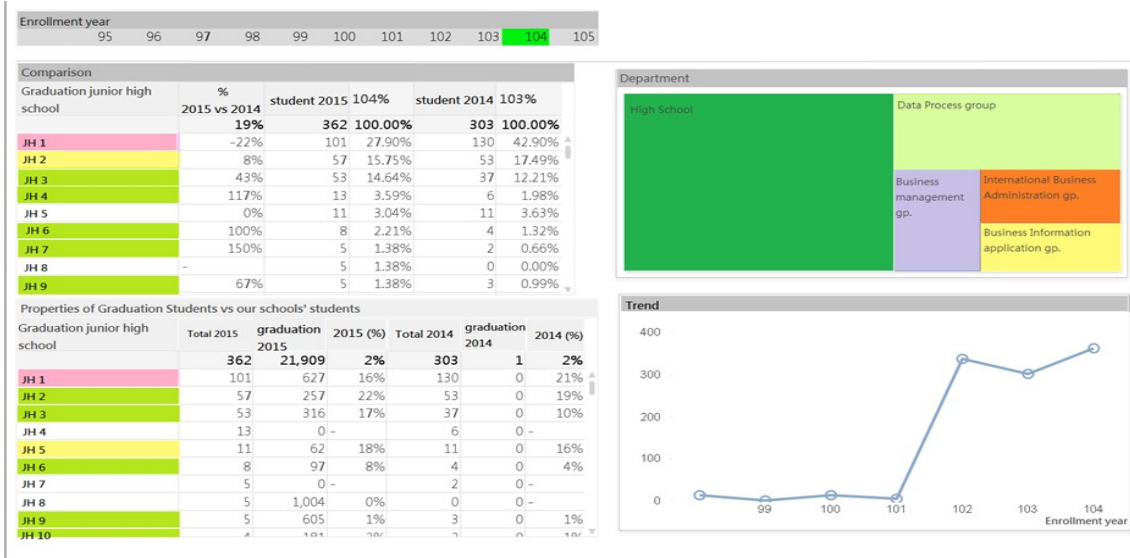 Enrollment year
95 96 97 98 99 100 101 102 103 104 105
Comparison
Graduation junior high school % 2015 vs 2014 student 2015 104% student 2014 103%
19% 362 100.00% 303 100.00%
JH 1 -22% 101 27.90% 130 42.90%
JH 2 8% 57 15.75% 53 17.49%
JH 3 43% 53 14.64% 37 12.21%
JH 4 117% 13 3.59% 6 1.98%
JH 5 0% 11 3.04% 11 3.63%
JH 6 100% 8 2.21% 4 1.32%
JH 7 150% 5 1.38% 2 0.66%
JH 8 - 5 1.38% 0 0.00%
JH 9 67% 5 1.38% 3 0.99%
Properties of Graduation Students vs our schools' students
Graduation junior high school Total 2015 graduation 2015 2015 (%) Total 2014 graduation 2014 2014 (%)
362 21,909 2% 303 1 2%
JH 1 101 627 16% 130 0 21%
JH 2 57 257 22% 53 0 19%
JH 3 53 316 17% 37 0 10%
JH 4 13 0 - 6 0 -
JH 5 11 62 18% 11 0 16%
JH 6 8 97 8% 4 0 4%
JH 7 5 0 - 2 0 -
JH 8 5 1,004 0% 0 0 -
JH 9 5 605 1% 3 0 1%
JH 10
Department
High School
Data Process group
Business
management
gp.
International Business
Administration gp.
Business Information
application gp.
Trend
400
300
200
100
0
99 100 101 102 103 104
Enrollment year